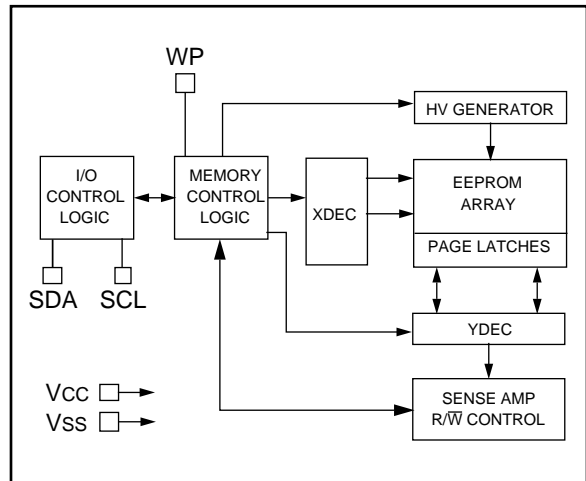 WP
HV GENERATOR
I/O
CONTROL
LOGIC
MEMORY
CONTROL
LOGIC
XDEC
EEPROM
ARRAY
PAGE LATCHES
SDA
SCL
YDEC
VCC
VSS
SENSE AMP
R/W̅ CONTROL